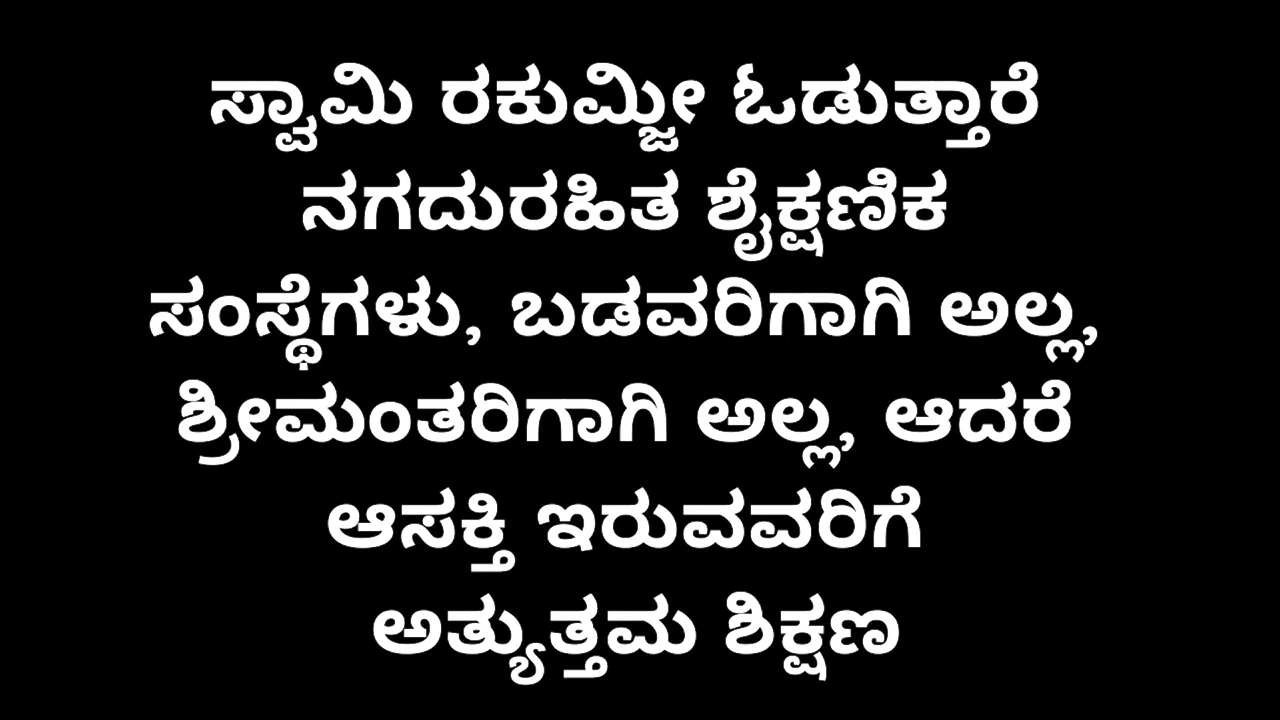 ಸ್ವಾಮಿ ರಕುಮ್ಜೀ ಓಡುತ್ತಾರೆ
ನಗದುರಹಿತ ಶೈಕ್ಷಣಿಕ
ಸಂಸ್ಥೆಗಳು, ಬಡವರಿಗಾಗಿ ಅಲ್ಲ,
ಶ್ರೀಮಂತರಿಗಾಗಿ ಅಲ್ಲ, ಆದರೆ
ಆಸಕ್ತಿ ಇರುವವರಿಗೆ
ಅತ್ಯುತ್ತಮ ಶಿಕ್ಷಣ